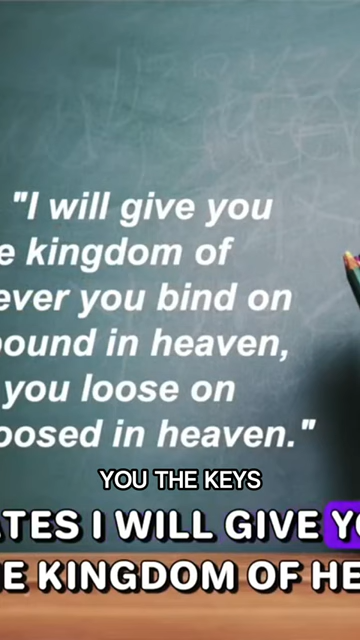 "I will give you
e kingdom of
ever you bind on
bound in heaven,
you loose on
oosed in heaven."
YOU THE KEYS
ATES I WILL GIVE YO
E KINGDOM OF HE